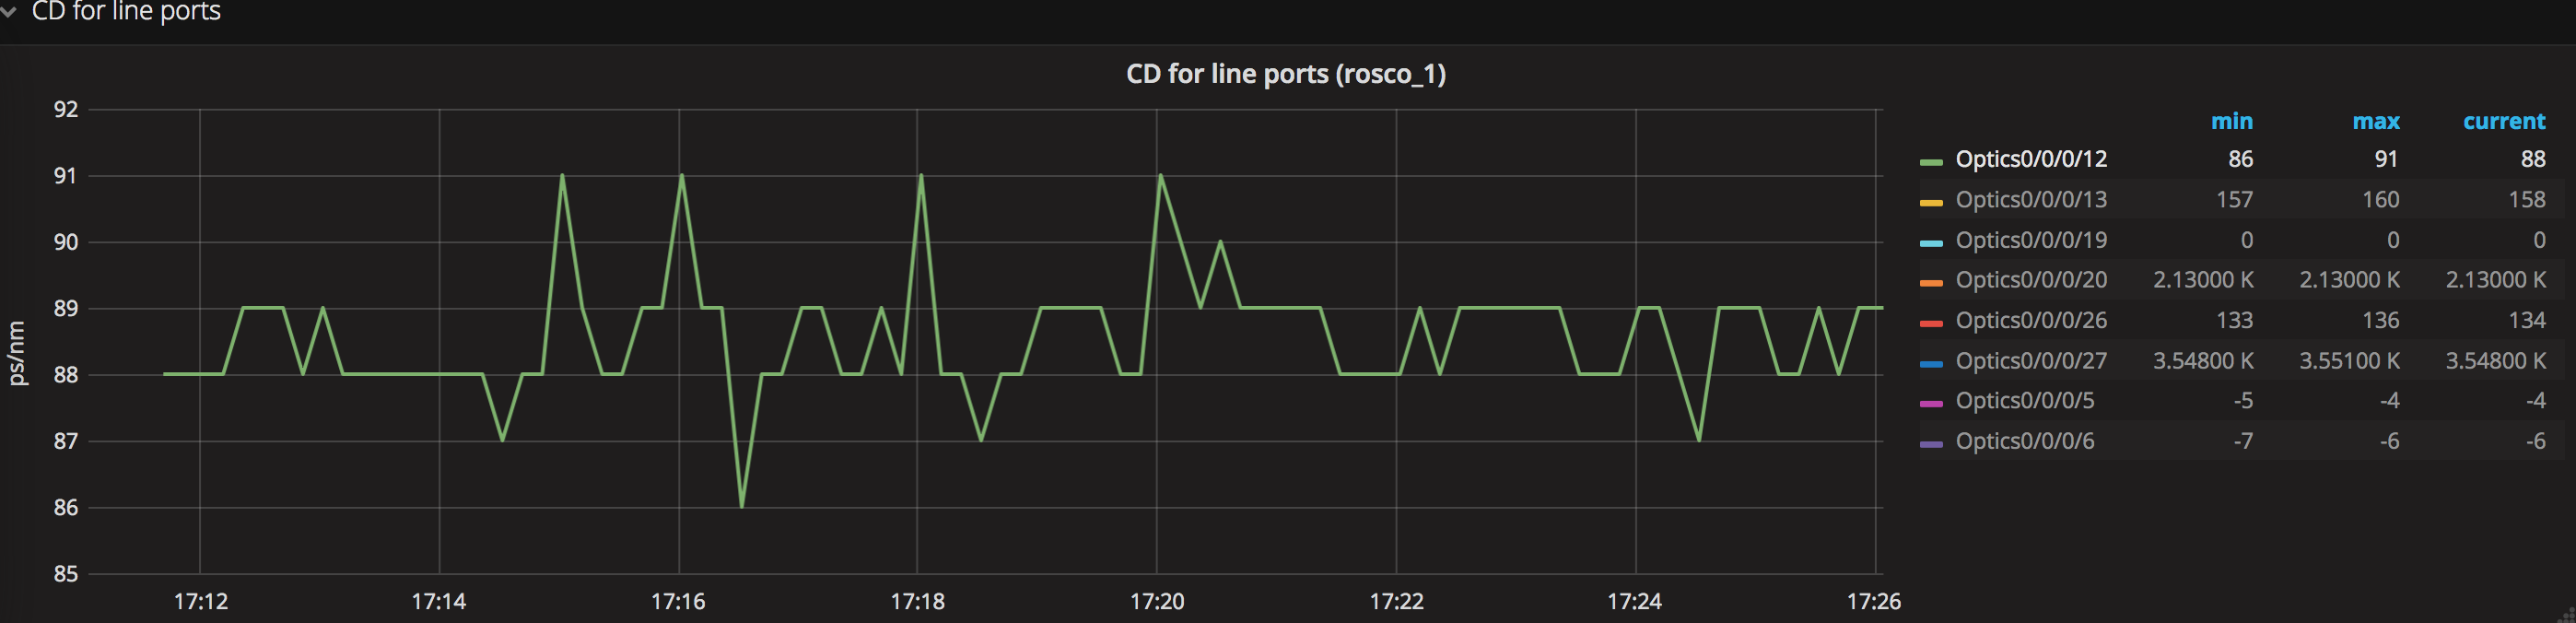 CD for line ports
CD for line ports (rosco_1)
ps/nm
92
91
90
89
88
87
86
85
17:12 17:14 17:16 17:18 17:20 17:22 17:24 17:26
min max current
Optics0/0/0/12 86 91 88
Optics0/0/0/13 157 160 158
Optics0/0/0/19 0 0 0
Optics0/0/0/20 2.13000 K 2.13000 K 2.13000 K
Optics0/0/0/26 133 136 134
Optics0/0/0/27 3.54800 K 3.55100 K 3.54800 K
Optics0/0/0/5 -5 -4 -4
Optics0/0/0/6 -7 -6 -6